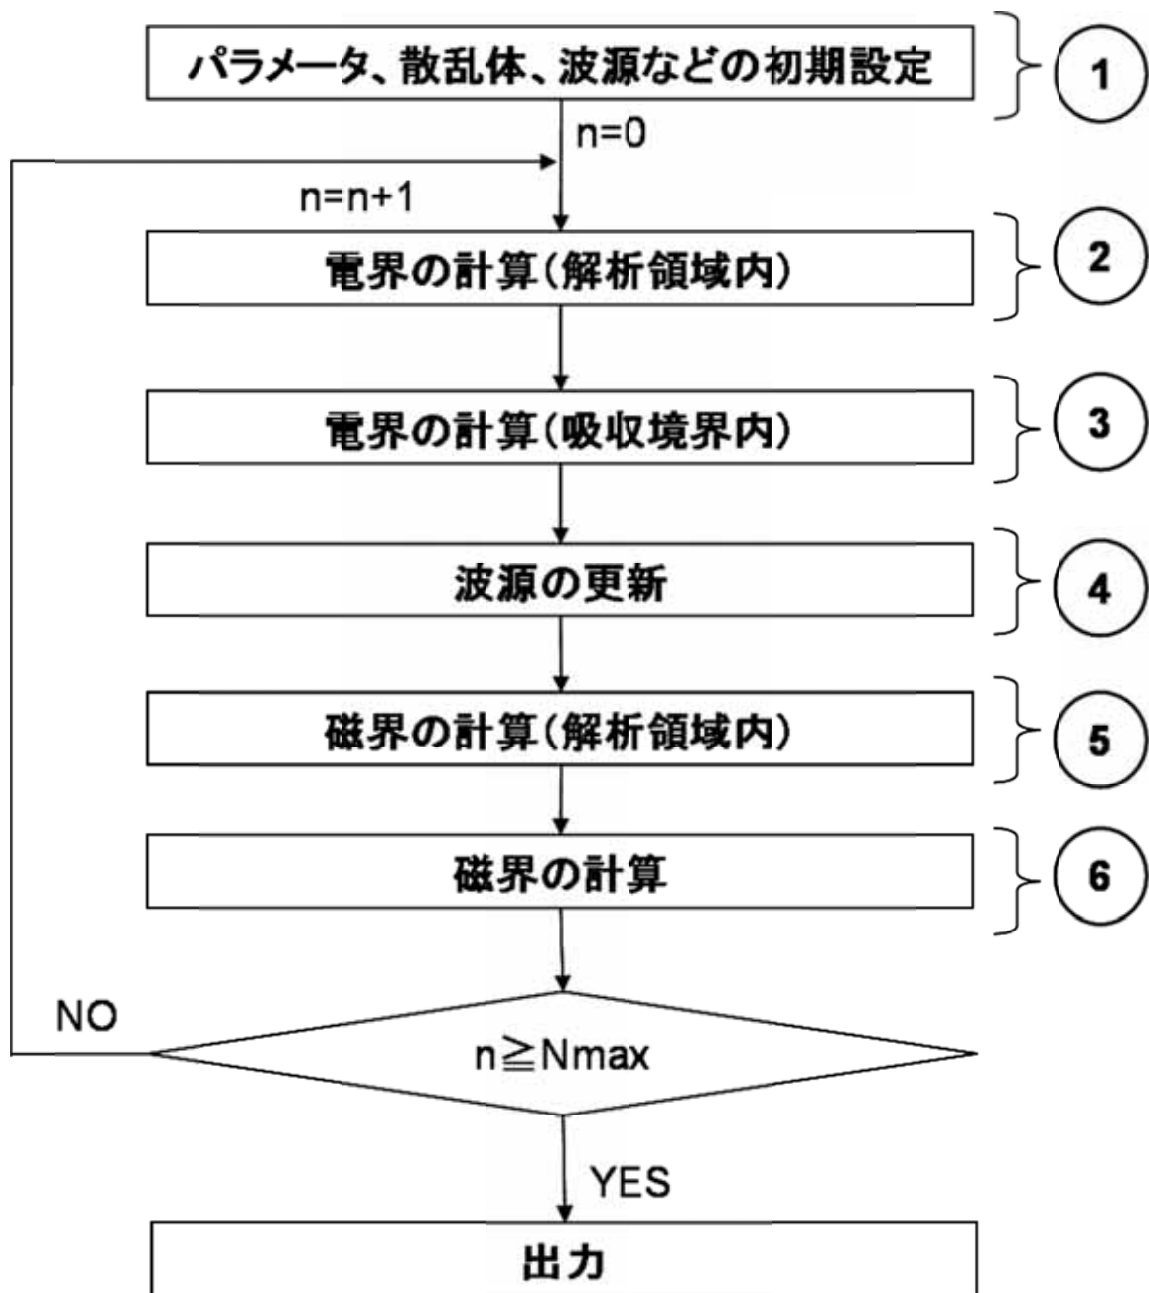 パラメータ、散乱体、波源などの初期設定
1
n=0
n=n+1
電界の計算(解析領域内)
2
電界の計算(吸収境界内)
3
波源の更新
4
磁界の計算(解析領域内)
5
磁界の計算
6
n≧Nmax
NO
YES
出力